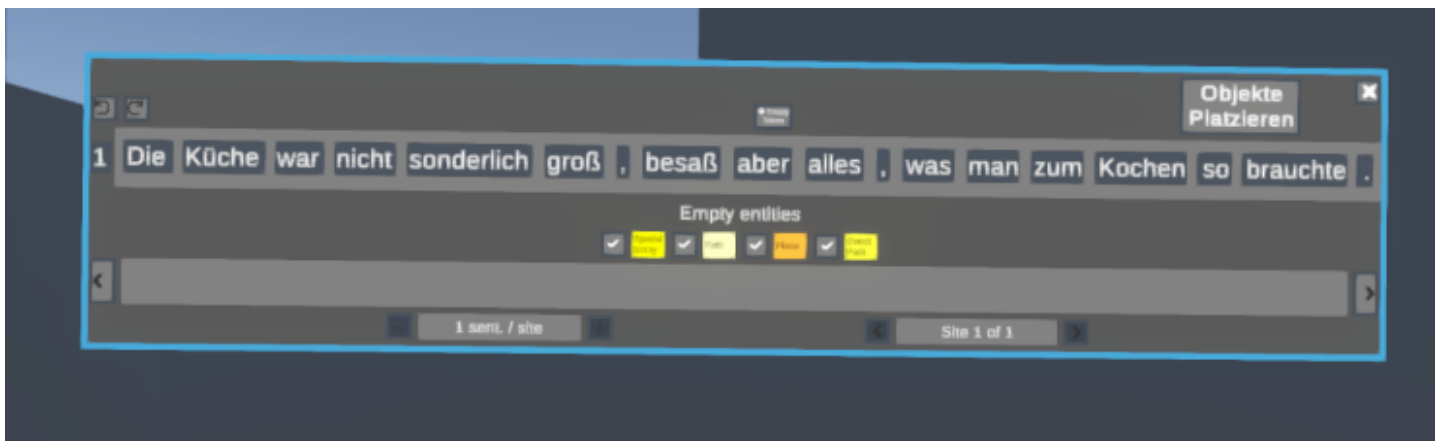 Objekte
Platzieren
1 Die Küche war nicht sonderlich groß , besaß aber alles , was man zum Kochen so brauchte .
Empty entities
Path Place
1 sent. / site
Site 1 of 1